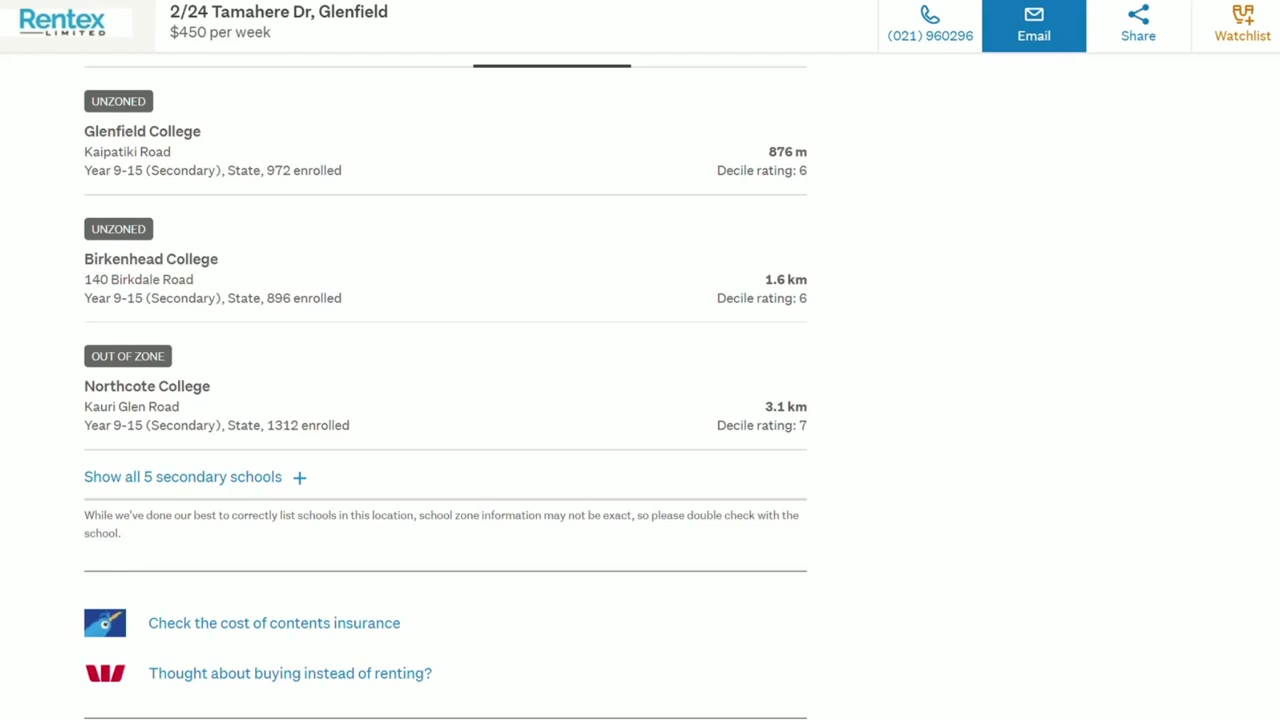 Rentex
LIMITED
2/24 Tamahere Dr, Glenfield
$450 per week
(021) 960296
Email
Share
Watchlist
UNZONED
Glenfield College
Kaipatiki Road
876 m
Year 9-15 (Secondary), State, 972 enrolled
Decile rating: 6
UNZONED
Birkenhead College
140 Birkdale Road
1.6 km
Year 9-15 (Secondary), State, 896 enrolled
Decile rating: 6
OUT OF ZONE
Northcote College
Kauri Glen Road
3.1 km
Year 9-15 (Secondary), State, 1312 enrolled
Decile rating: 7
Show all 5 secondary schools +
While we've done our best to correctly list schools in this location, school zone information may not be exact, so please double check with the
school.
Check the cost of contents insurance
Thought about buying instead of renting?